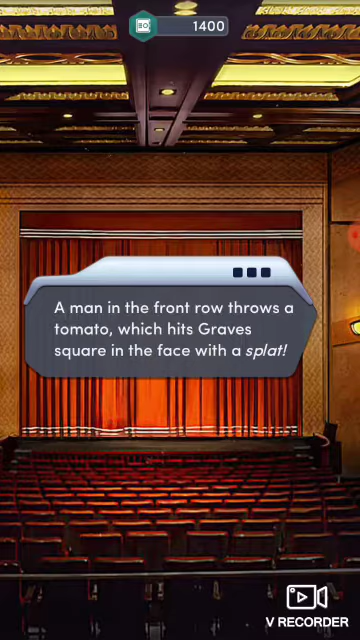 1400
A man in the front row throws a
tomato, which hits Graves
square in the face with a splat!
V RECORDER